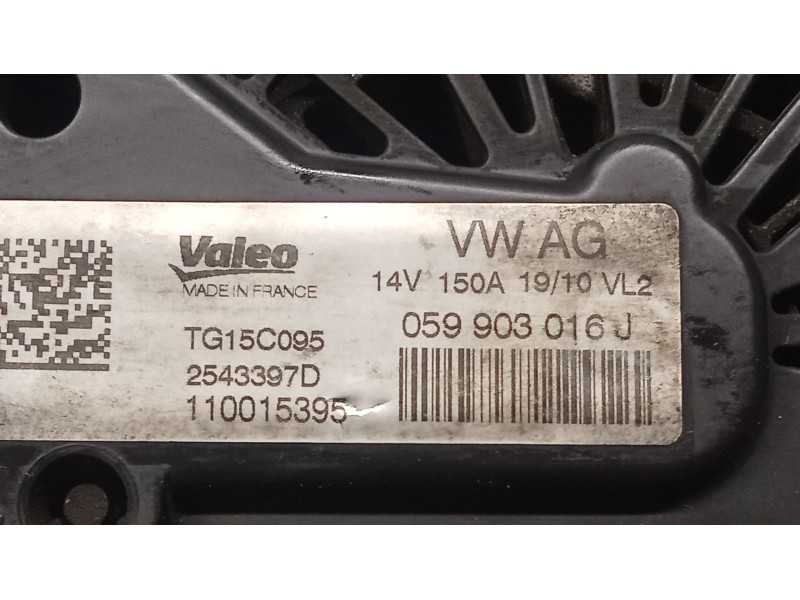 Valeo
MADE IN FRANCE
TG15C095
2543397D
110015395
VW AG
14V 150A 19/10 VL2
059 903 016 J